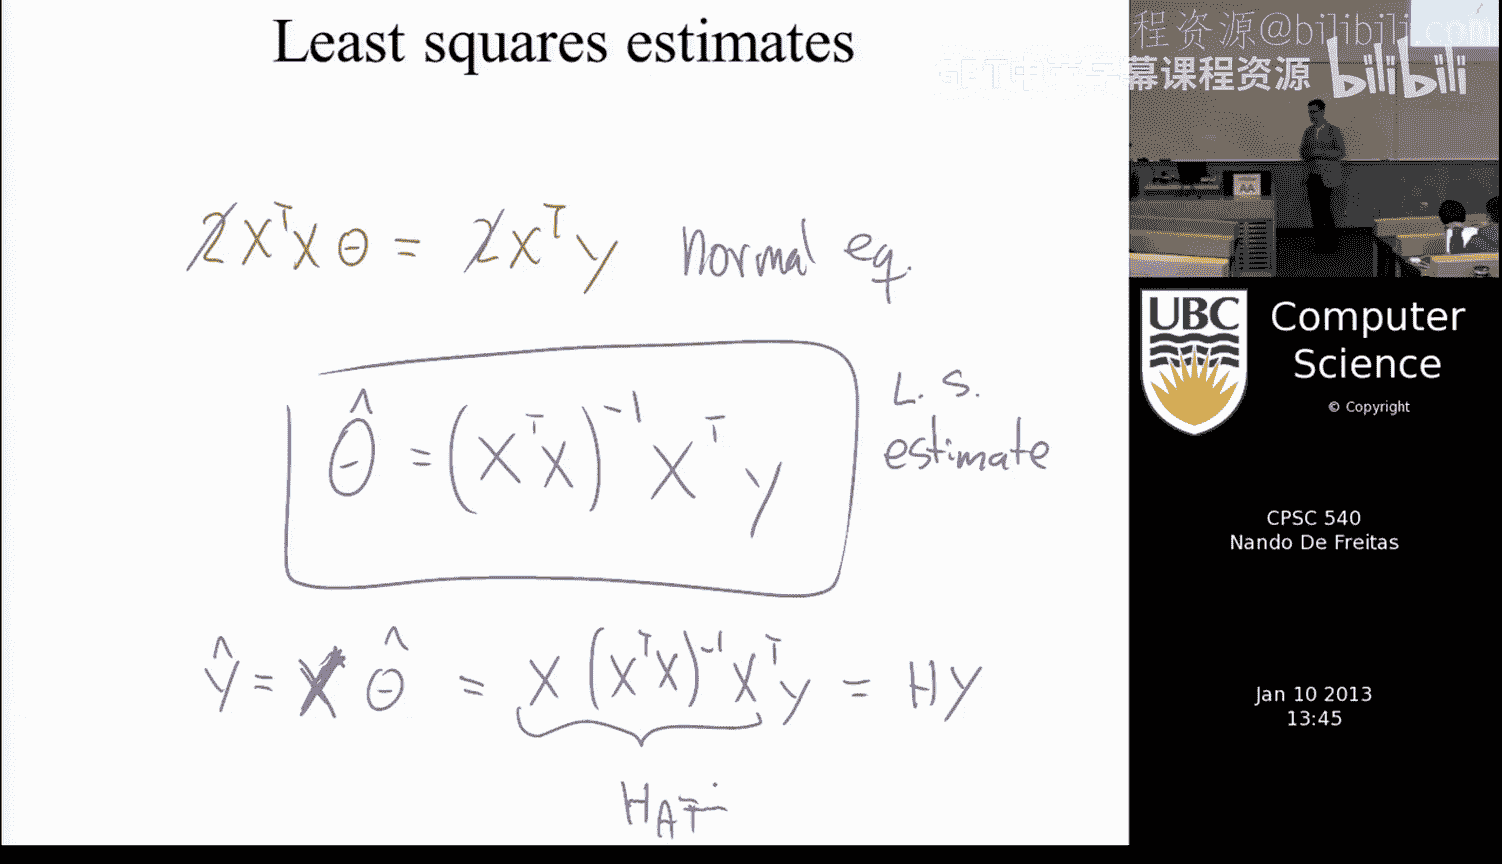 Least squares estimates
2XᵀXθ = 2Xᵀy normal eq.
θ̂ = (XᵀX)⁻¹Xᵀy
L. S.
estimate
ŷ = Xθ̂ = X(XᵀX)⁻¹Xᵀy = Hy
HAT
程资源@bilibili.com
幕课程资源 bilibili
UBC
Computer
Science
© Copyright
CPSC 540
Nando De Freitas
Jan 10 2013
13:45